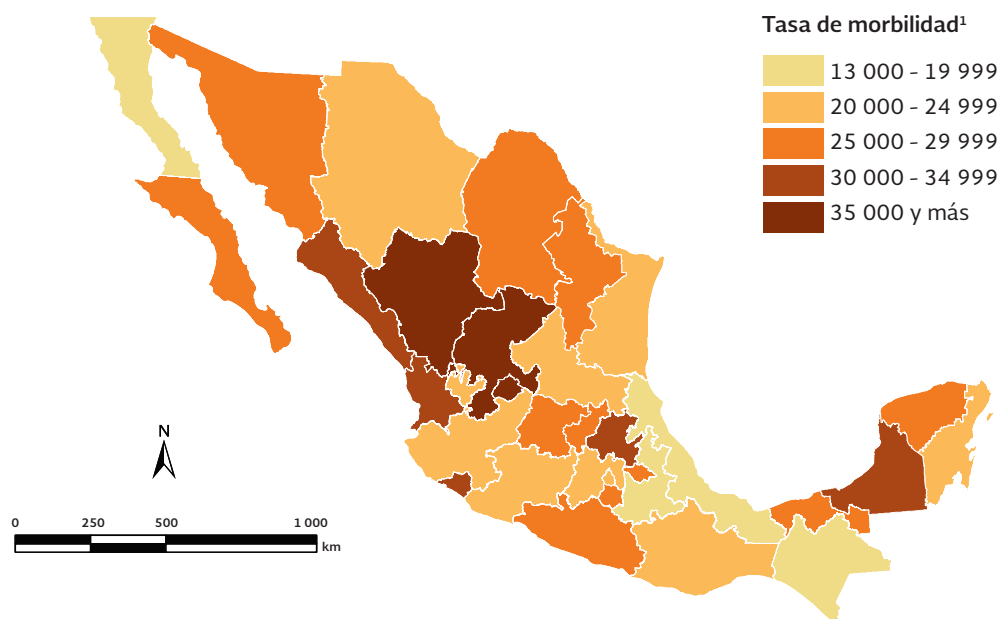 Tasa de morbilidad¹
13 000 - 19 999
20 000 - 24 999
25 000 - 29 999
30 000 - 34 999
35 000 y más
N
0 250 500 1 000
km